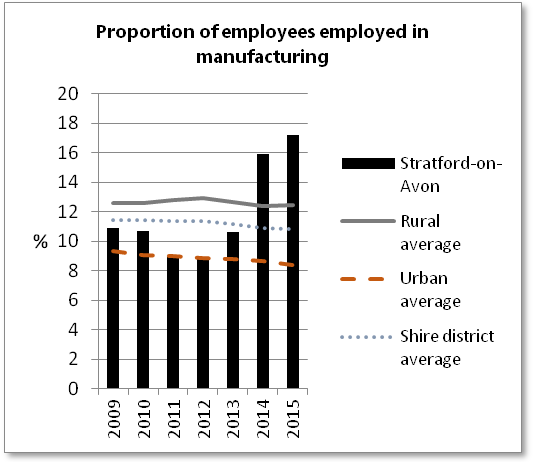 Proportion of employees employed in
manufacturing
20
18
16
14
12
10
8
6
4
2
0
%
2009
2010
2011
2012
2013
2014
2015
Stratford-on-
Avon
Rural
average
Urban
average
Shire district
average